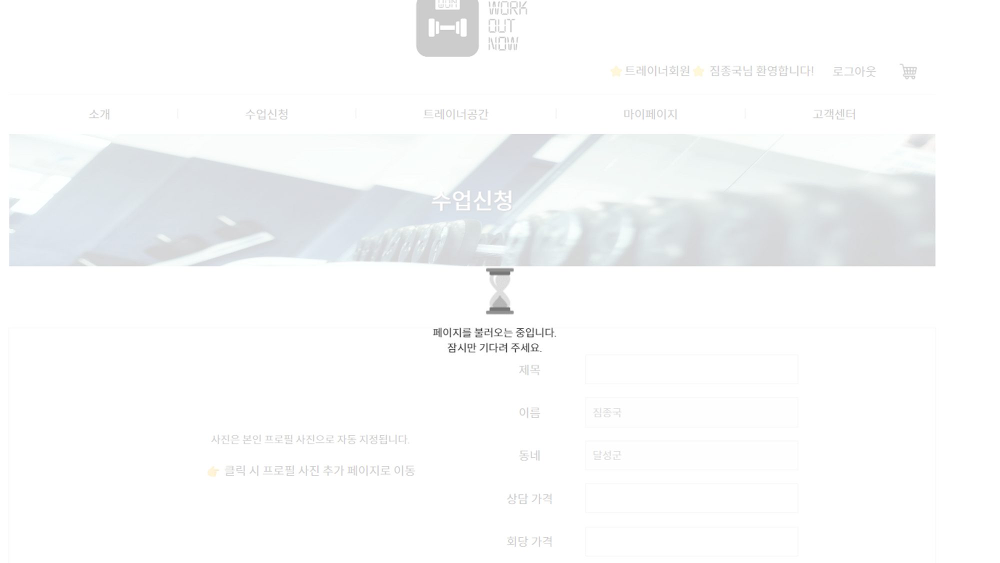 WON
WORK
OUT
NOW
트레이너회원 짐종국님 환영합니다! 로그아웃
소개 수업신청 트레이너공간 마이페이지 고객센터
수업신청
페이지를 불러오는 중입니다.
잠시만 기다려 주세요.
제목
이름 짐종국
사진은 본인 프로필 사진으로 자동 지정됩니다.
동네 달성군
👉 클릭 시 프로필 사진 추가 페이지로 이동
상담 가격
회당 가격